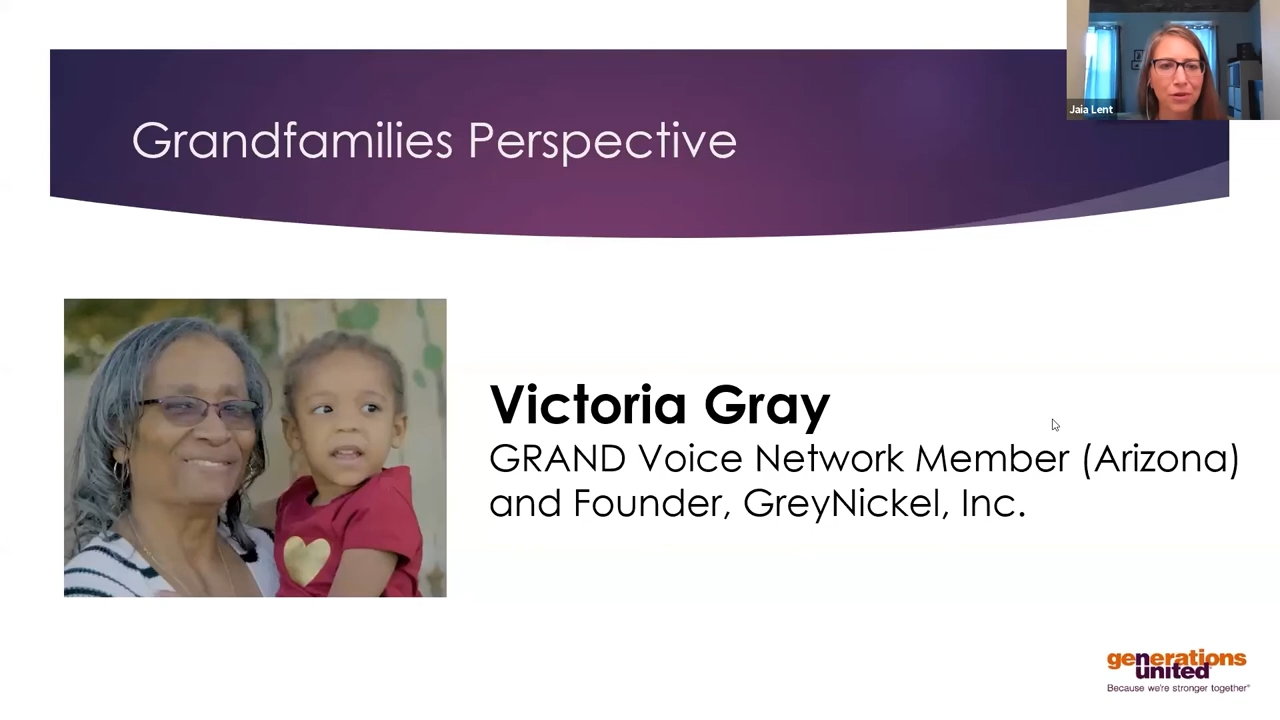 Jaia Lent
Grandfamilies Perspective
Victoria Gray
GRAND Voice Network Member (Arizona)
and Founder, GreyNickel, Inc.
generations
united
Because we're stronger together®